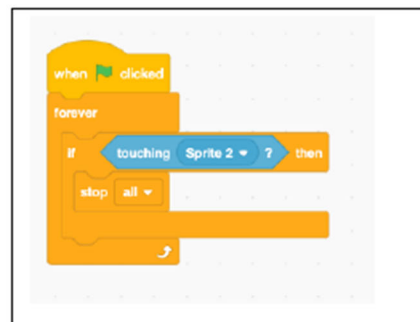 when clicked
forever
if touching Sprite 2 ? then
stop all